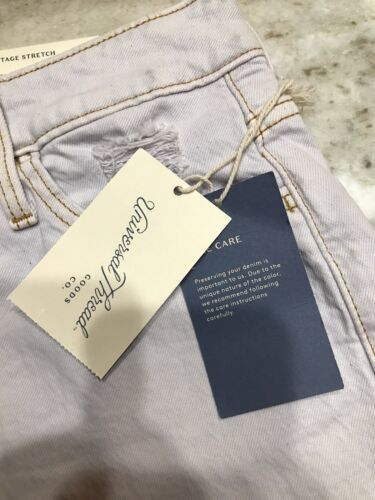 TAGE STRETCH
Universal Thread
GOODS
CO.
CARE
Preserving your denim is
important to us. Due to the
unique nature of the color,
we recommend following
the care instructions
carefully.